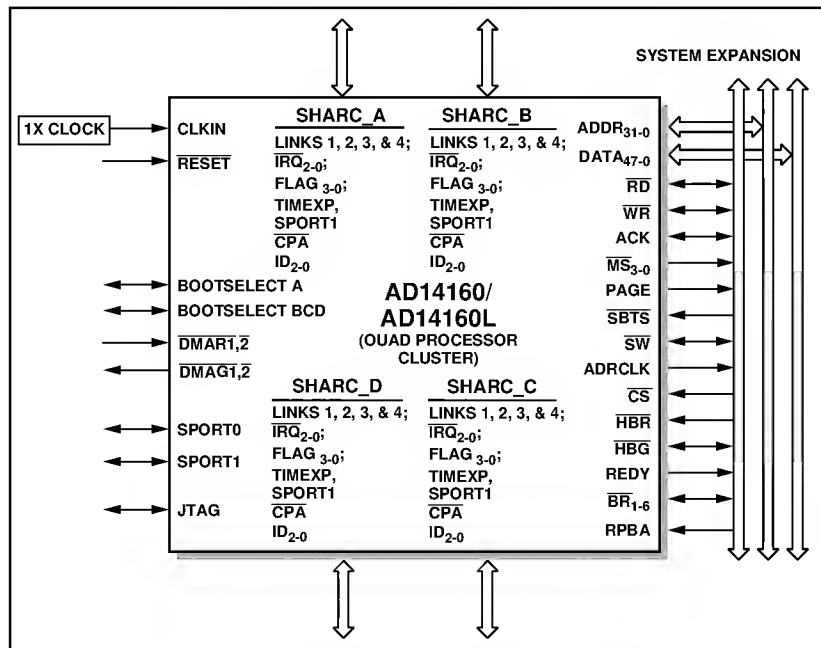 SYSTEM EXPANSION
1X CLOCK
CLKIN
RESET
BOOTSELECT A
BOOTSELECT BCD
DMAR1,2
DMAG1,2
SPORT0
SPORT1
JTAG
SHARC_A
LINKS 1, 2, 3, & 4;
IRQ2-0;
FLAG 3-0;
TIMEXP,
SPORT1
CPA
ID2-0
SHARC_B
LINKS 1, 2, 3, & 4;
IRQ2-0;
FLAG 3-0;
TIMEXP,
SPORT1
CPA
ID2-0
AD14160/
AD14160L
(QUAD PROCESSOR
CLUSTER)
SHARC_D
LINKS 1, 2, 3, & 4;
IRQ2-0;
FLAG 3-0;
TIMEXP,
SPORT1
CPA
ID2-0
SHARC_C
LINKS 1, 2, 3, & 4;
IRQ2-0;
FLAG 3-0;
TIMEXP,
SPORT1
CPA
ID2-0
ADDR31-0
DATA47-0
RD
WR
ACK
MS3-0
PAGE
SBTS
SW
ADRCLK
CS
HBR
HBG
REDY
BR1-6
RPBA